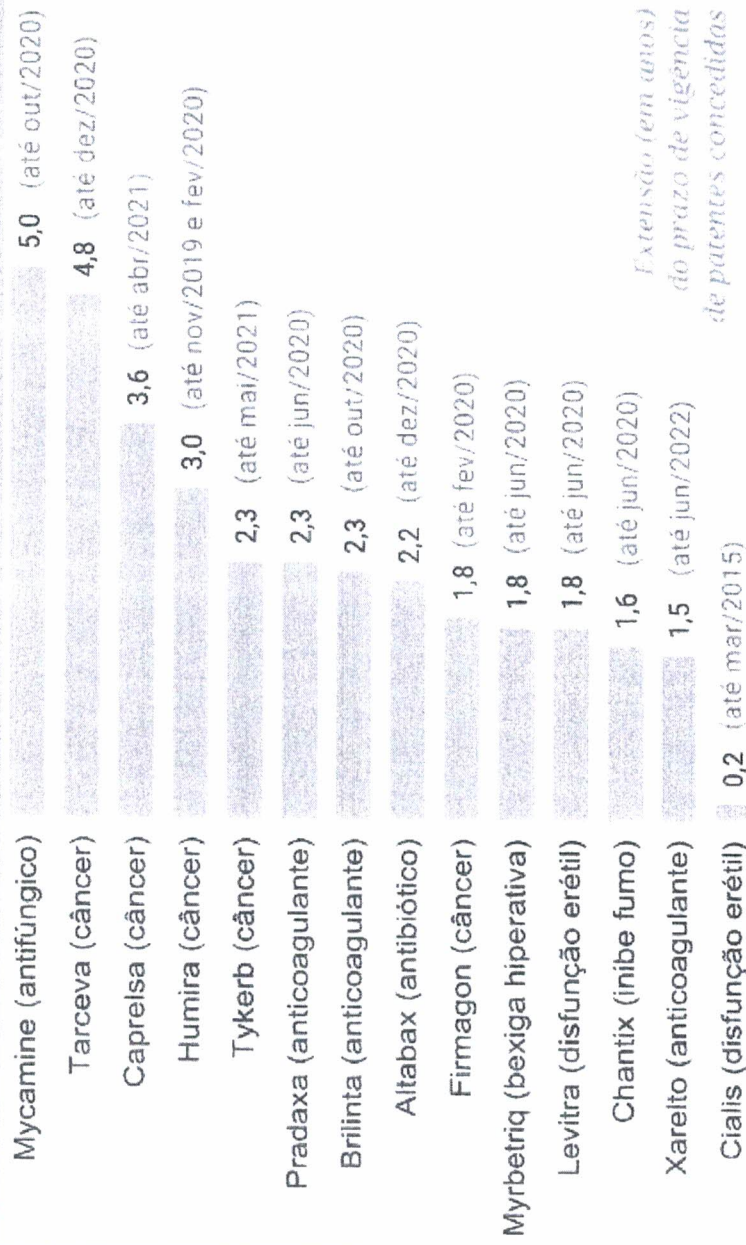 Mycamine (antifúngico) 5,0 (até out/2020)
Tarceva (câncer) 4,8 (até dez/2020)
Caprelsa (câncer) 3,6 (até abr/2021)
Humira (câncer) 3,0 (até nov/2019 e fev/2020)
Tykerb (câncer) 2,3 (até mai/2021)
Pradaxa (anticoagulante) 2,3 (até jun/2020)
Brilinta (anticoagulante) 2,3 (até out/2020)
Altabax (antibiótico) 2,2 (até dez/2020)
Firmagon (câncer) 1,8 (até fev/2020)
Myrbetriq (bexiga hiperativa) 1,8 (até jun/2020)
Levitra (disfunção erétil) 1,8 (até jun/2020)
Chantix (inibe fumo) 1,6 (até jun/2020)
Xarelto (anticoagulante) 1,5 (até jun/2022)
Cialis (disfunção erétil) 0,2 (até mar/2015)
Extensão (em anos)
do prazo de vigência
de patentes concedidas